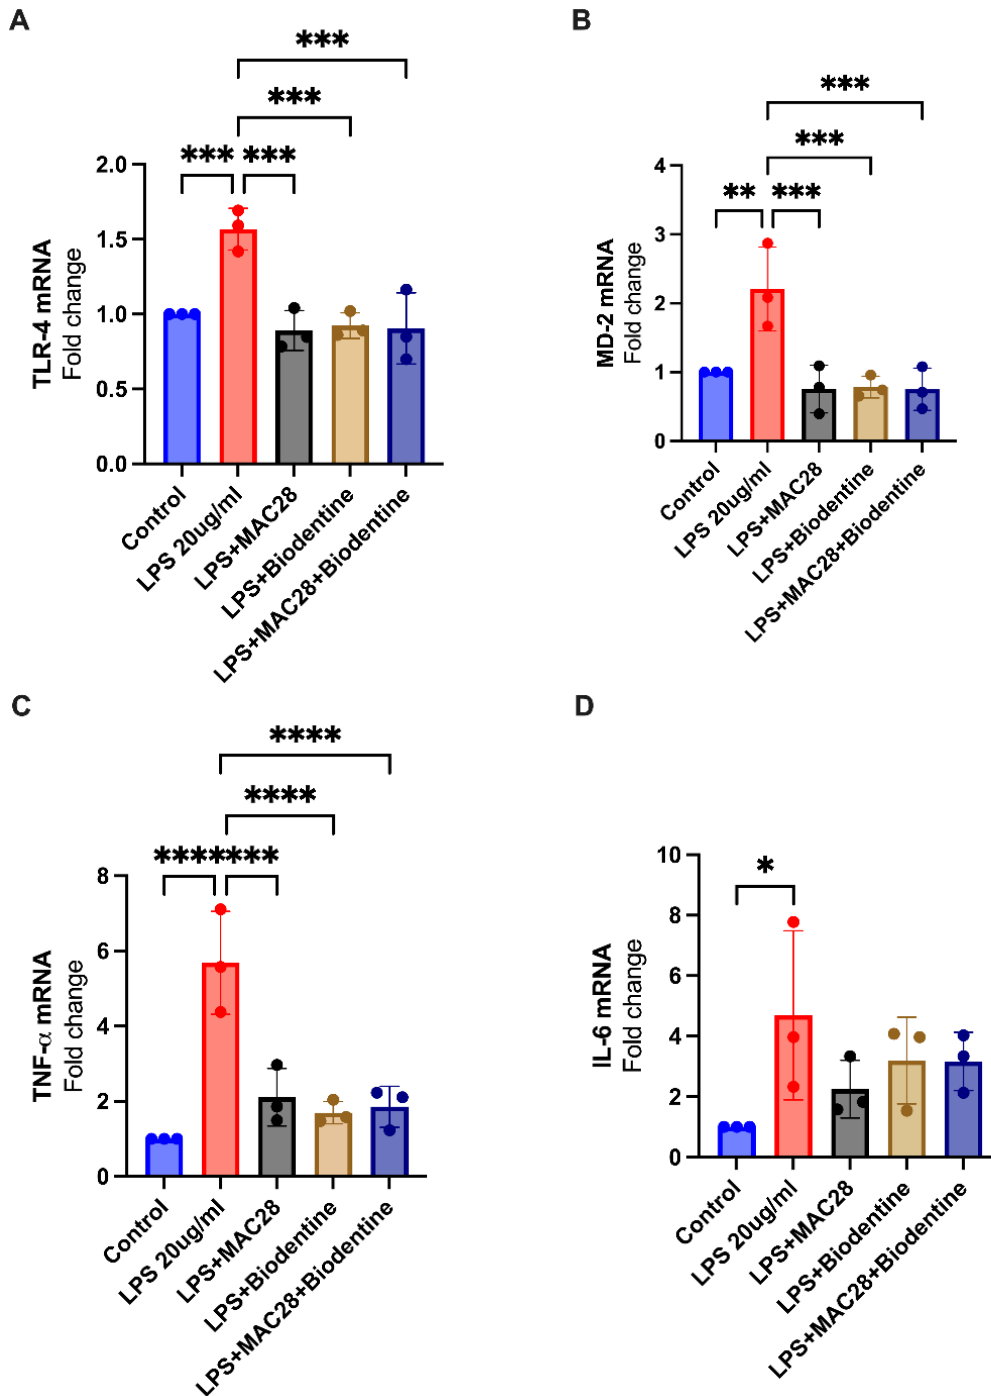 A
***
***
*** ***
TLR-4 mRNA
Fold change
2.0
1.5
1.0
0.5
0.0
Control
LPS 20ug/ml
LPS+MAC28
LPS+Biodentine
LPS+MAC28+Biodentine
B
***
***
** ***
MD-2 mRNA
Fold change
4
3
2
1
0
Control
LPS 20ug/ml
LPS+MAC28
LPS+Biodentine
LPS+MAC28+Biodentine
C
****
****
*******
TNF-α mRNA
Fold change
8
6
4
2
0
Control
LPS 20ug/ml
LPS+MAC28
LPS+Biodentine
LPS+MAC28+Biodentine
D
*
IL-6 mRNA
Fold change
10
8
6
4
2
0
Control
LPS 20ug/ml
LPS+MAC28
LPS+Biodentine
LPS+MAC28+Biodentine